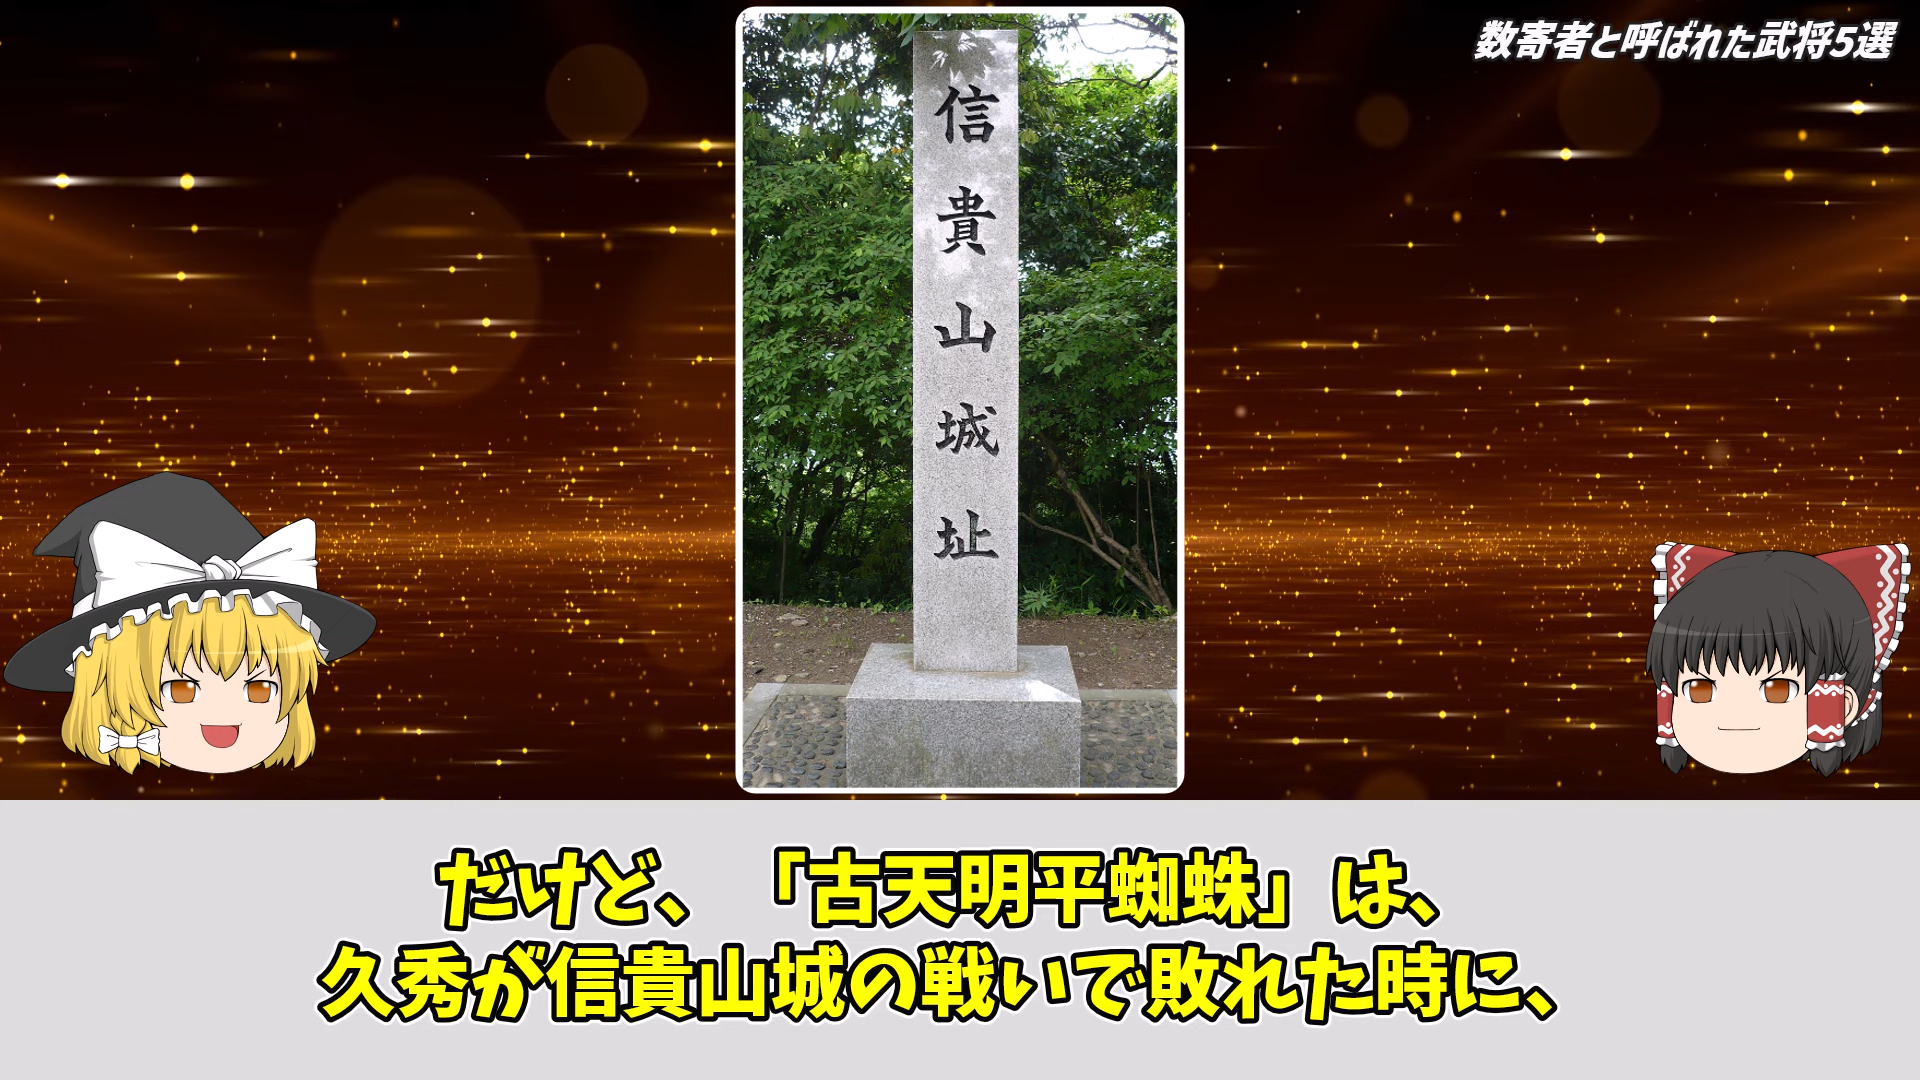 数寄者と呼ばれた武将5選
信貴山城址
だけど、「古天明平蜘蛛」は、
久秀が信貴山城の戦いで敗れた時に、